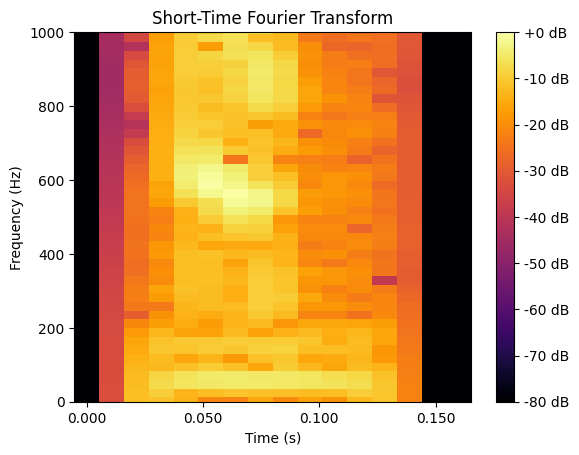 Short-Time Fourier Transform
Frequency (Hz)
1000
800
600
400
200
0
0.000
0.050
0.100
0.150
Time (s)
+0 dB
-10 dB
-20 dB
-30 dB
-40 dB
-50 dB
-60 dB
-70 dB
-80 dB